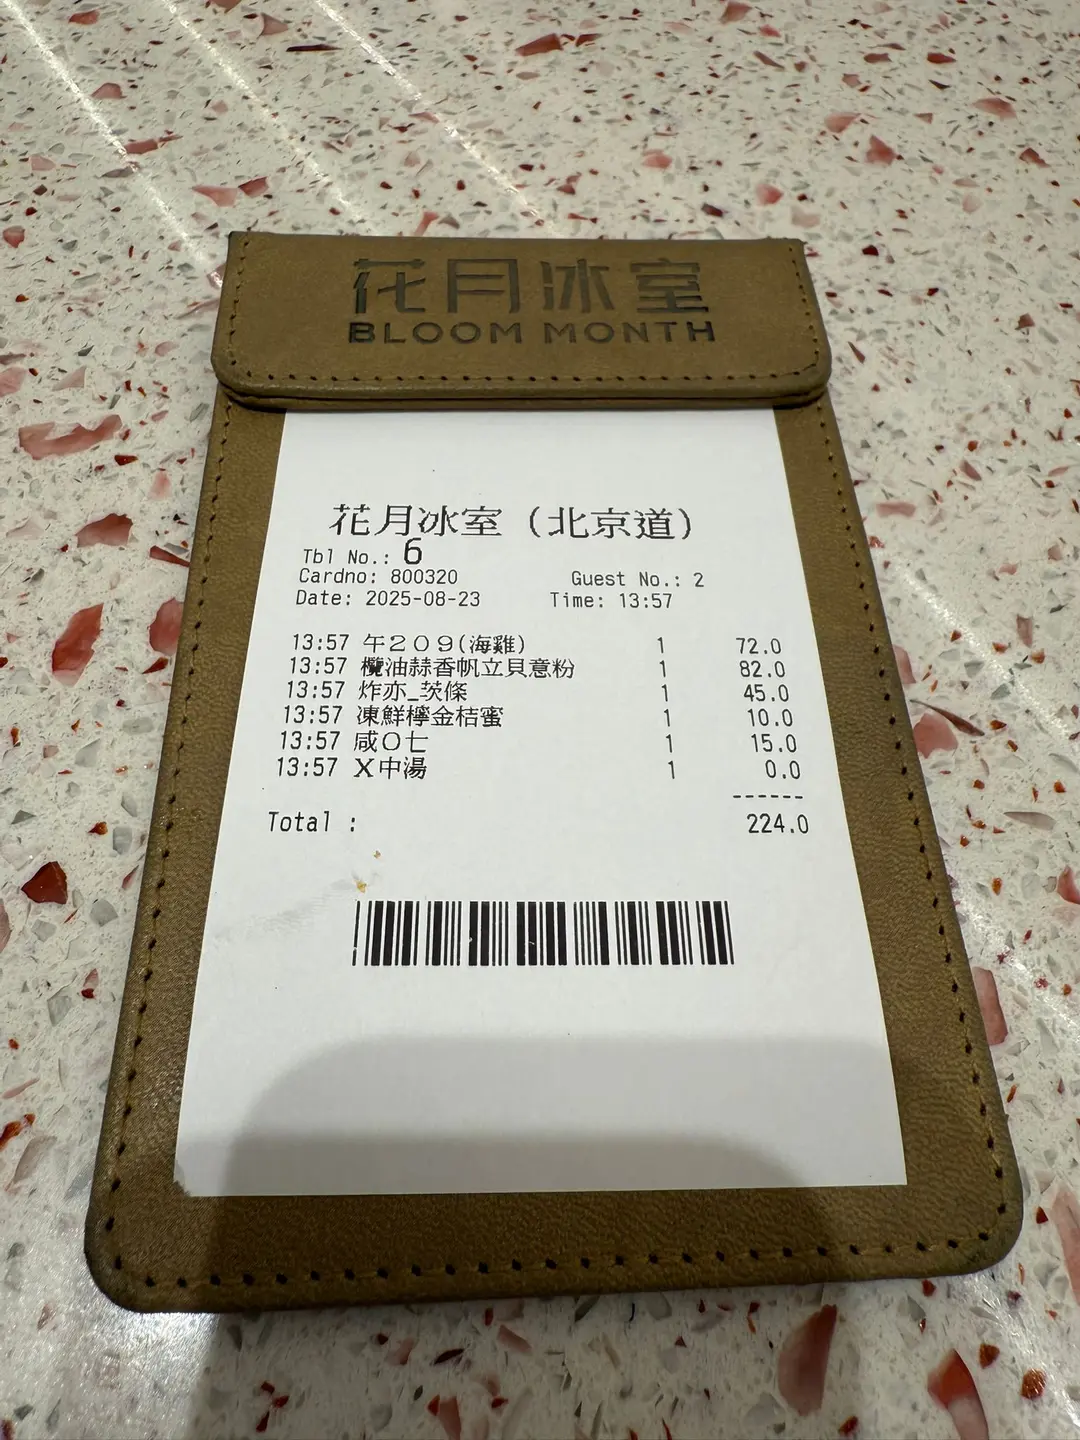 花月冰室
BLOOM MONTH
花月冰室 (北京道)
Tbl No.: 6
Cardno: 800320 Guest No.: 2
Date: 2025-08-23 Time: 13:57
13:57 午209(海雞) 1 72.0
13:57 欖油赫香帆立貝意粉 1 82.0
13:57 炸亦_茨條 1 45.0
13:57 凍鮮檸金桔蜜 1 10.0
13:57 咸O七 1 15.0
13:57 X中湯 1 0.0
------
Total : 224.0